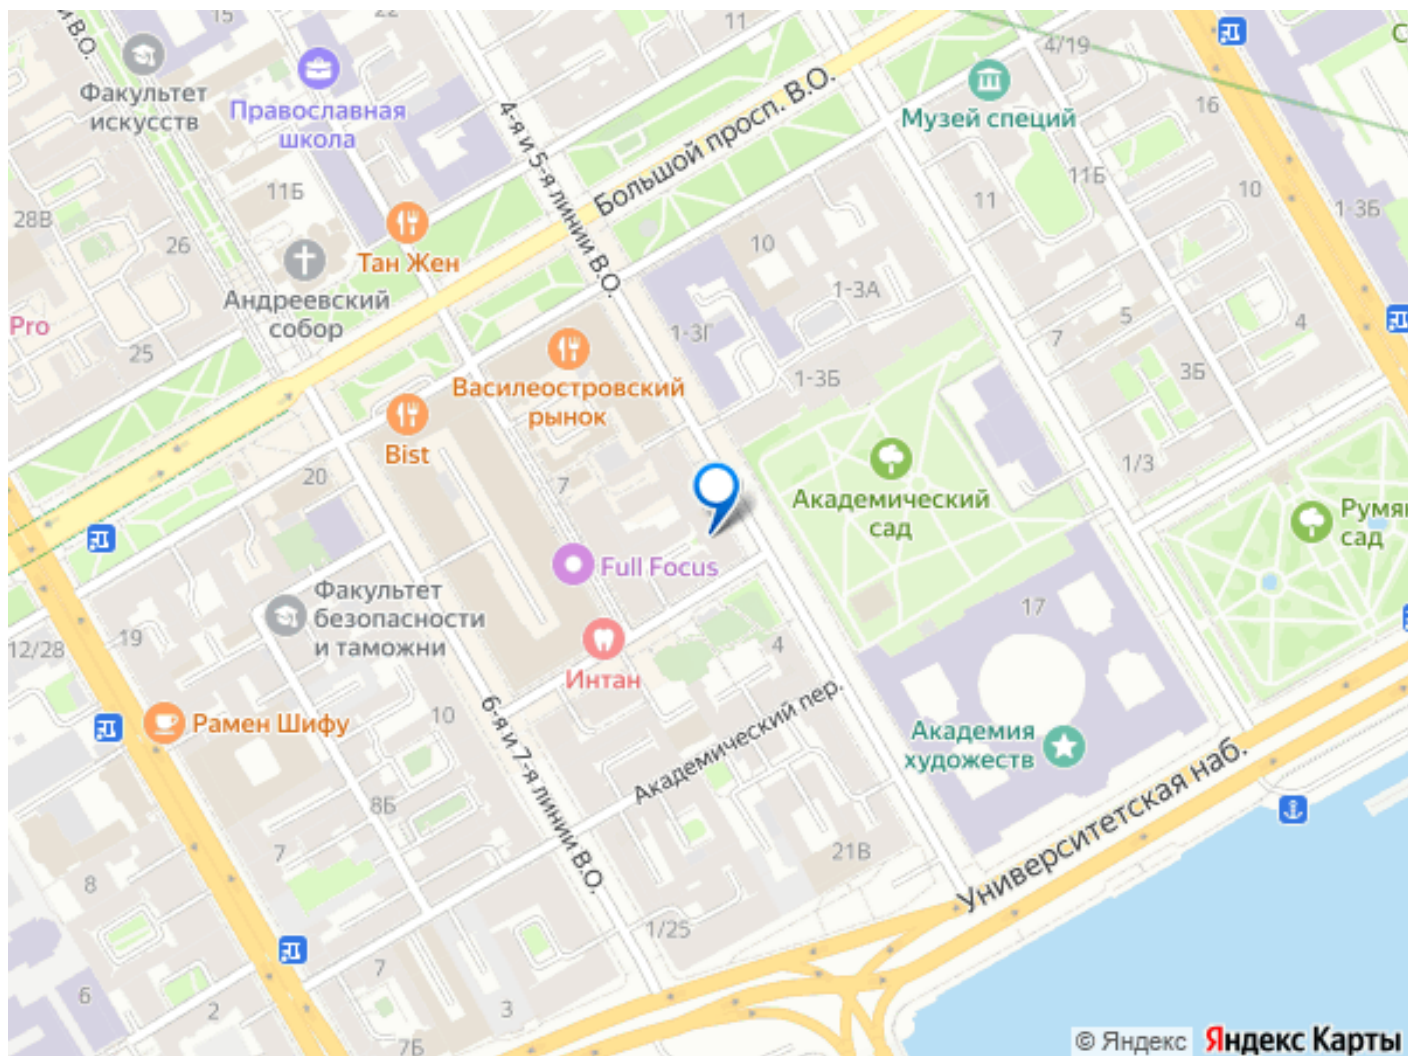 15
22
11
4/19
и В.О.
Факультет
искусств
Православная
школа
Музей специй
16
4-я и 5-я линии В.О.
Большой просп. В.О.
11Б
28В
26
Тан Жен
Андреевский
собор
10
11
11Б
10
1-3Б
1-3А
Pro
25
1-3Г
7
5
4
Василеостровский
рынок
1-3Б
3Б
Bist
20
7
Академический
сад
1/3
Румян
сад
Full Focus
Факультет
безопасности
и таможни
17
12/28
19
Интан
4
Рамен Шифу
10
6-я и 7-я линии В.О.
Академический пер.
Академия
художеств
8Б
7
21В
Университетская наб.
8
1/25
7
6
2
3
7Б
© Яндекс
Яндекс Карты